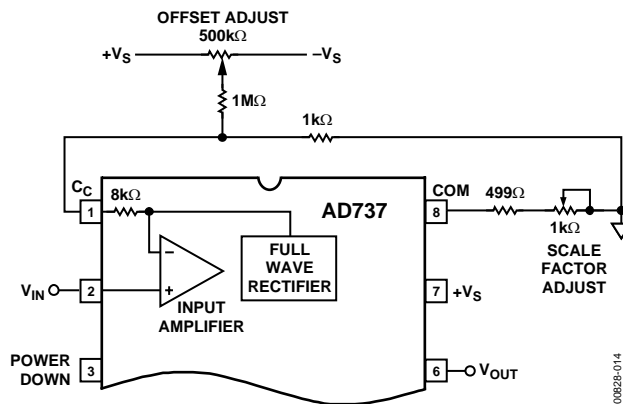 OFFSET ADJUST
500kΩ
+VS
–VS
1MΩ
1kΩ
CC
8kΩ
AD737
COM
499Ω
1
8
1kΩ
SCALE
FACTOR
ADJUST
FULL
WAVE
RECTIFIER
–
+
VIN
2
INPUT
AMPLIFIER
7
+VS
POWER
DOWN
3
6
VOUT
00828-014